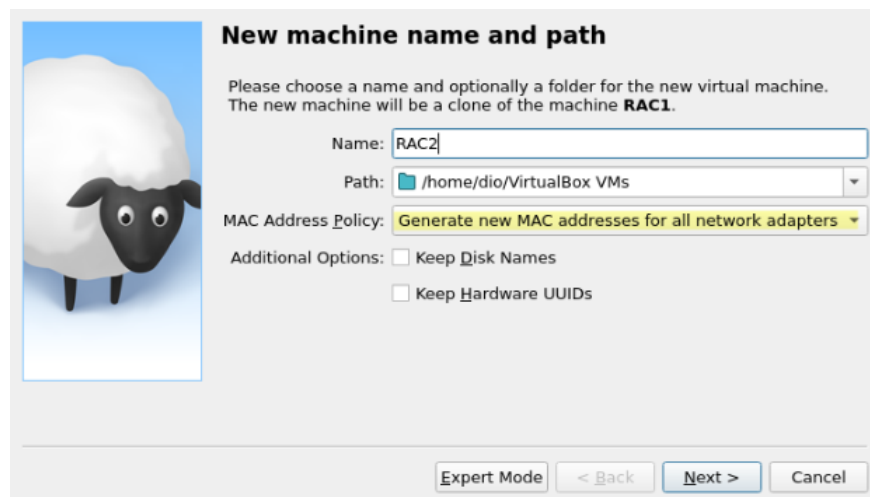 New machine name and path
Please choose a name and optionally a folder for the new virtual machine.
The new machine will be a clone of the machine RAC1.
Name: RAC2
Path: /home/dio/VirtualBox VMs
MAC Address Policy: Generate new MAC addresses for all network adapters
Additional Options: Keep Disk Names
Keep Hardware UUIDs
Expert Mode < Back Next > Cancel